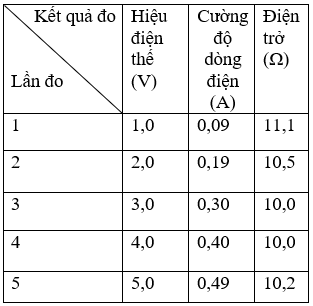 Kết quả đo
Lần đo
Hiệu
điện
thế
(V)
Cường
độ
dòng
điện
(A)
Điện
trở
(Ω)
1 1,0 0,09 11,1
2 2,0 0,19 10,5
3 3,0 0,30 10,0
4 4,0 0,40 10,0
5 5,0 0,49 10,2